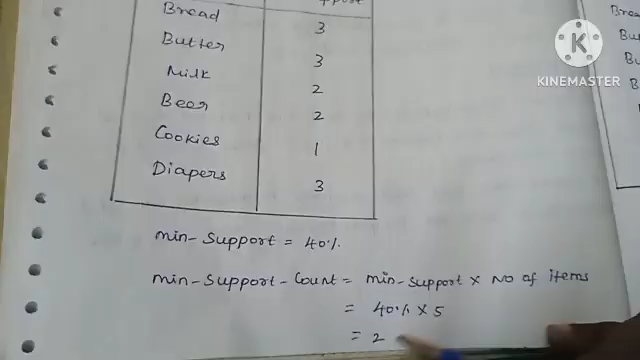 Bread 3
Butter 3
Milk 2
Beer 2
Cookies 1
Diapers 3
min-support = 40%.
min-support-count = min-support x No of items
= 40% x 5
= 2
K
KINEMASTER